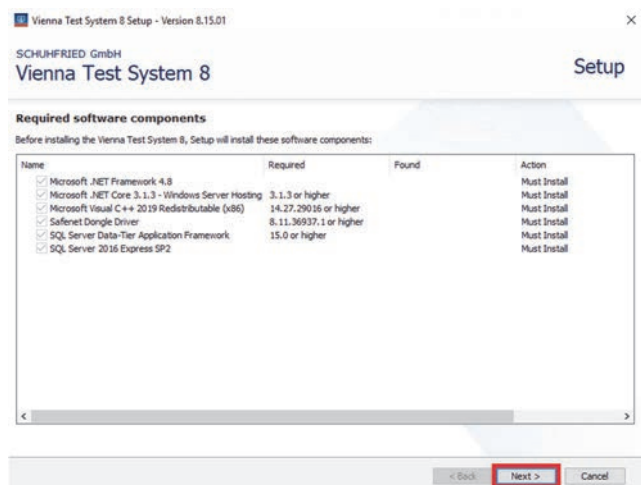 Vienna Test System 8 Setup - Version 8.15.01
SCHUHFRIED GmbH
Vienna Test System 8
Setup
Required software components
Before installing the Vienna Test System 8, Setup will install these software components:
Name Required Found Action
Microsoft .NET Framework 4.8 Must Install
Microsoft .NET Core 3.1.3 - Windows Server Hosting 3.1.3 or higher Must Install
Microsoft Visual C++ 2019 Redistributable (x86) 14.27.29016 or higher Must Install
Safenet Dongle Driver 8.11.36937.1 or higher Must Install
SQL Server Data-Tier Application Framework 15.0 or higher Must Install
SQL Server 2016 Express SP2 Must Install
< Back Next > Cancel